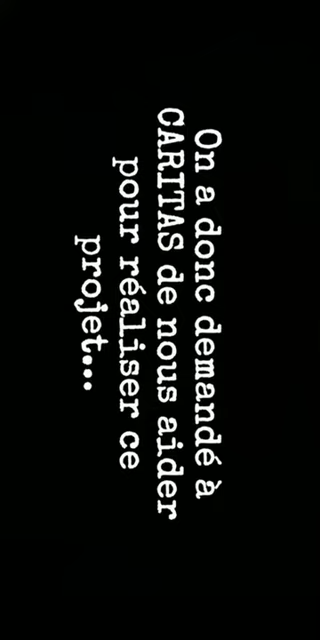 On a donc demandé à
CARITAS de nous aider
pour réaliser ce
projet...